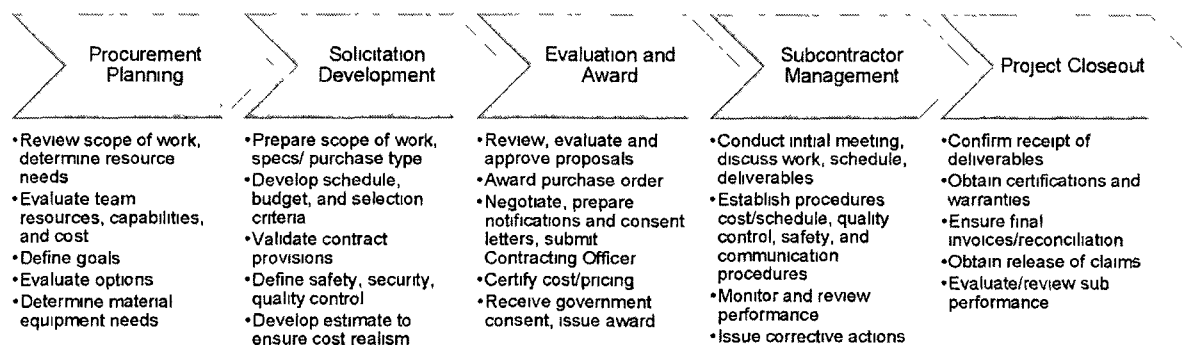 Procurement
Planning
Solicitation
Development
Evaluation and
Award
Subcontractor
Management
Project Closeout
•Review scope of work,
determine resource
needs
•Evaluate team
resources, capabilities,
and cost
•Define goals
•Evaluate options
•Determine material
equipment needs
•Prepare scope of work,
specs/ purchase type
•Develop schedule,
budget, and selection
criteria
•Validate contract
provisions
•Define safety, security,
quality control
•Develop estimate to
ensure cost realism
•Review, evaluate and
approve proposals
•Award purchase order
•Negotiate, prepare
notifications and consent
letters, submit
Contracting Officer
•Certify cost/pricing
•Receive government
consent, issue award
•Conduct initial meeting,
discuss work, schedule,
deliverables
•Establish procedures
cost/schedule, quality
control, safety, and
communication
procedures
•Monitor and review
performance
•Issue corrective actions
•Confirm receipt of
deliverables
•Obtain certifications and
warranties
•Ensure final
invoices/reconciliation
•Obtain release of claims
•Evaluate/review sub
performance